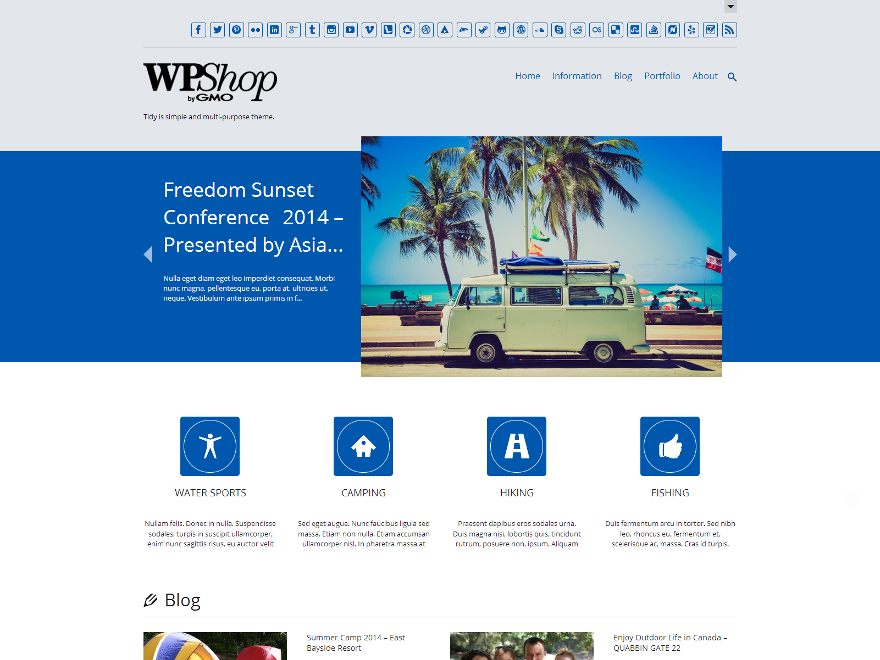 WPShop
by GMO
Tidy is simple and multi-purpose theme.
Home Information Blog Portfolio About
Freedom Sunset
Conference 2014 –
Presented by Asia...
Nulla eget diam eget leo imperdiet consequat. Morbi
nunc magna, pellentesque eu, porta at, ultricies ut,
neque. Vestibulum ante ipsum primis in f...
WATER SPORTS
Nullam felis. Donec in nulla. Suspendisse
sodales, turpis in suscipit ullamcorper,
enim nunc sagittis risus, eu auctor velit
CAMPING
Sed eget augue. Nunc faucibus ligula sed
massa. Etiam non nulla. Etiam accumsan
ullamcorper nisl. In pharetra massa at
HIKING
Praesent dapibus eros sodales urna.
Duis magna nisi, lobortis quis, tincidunt
rutrum, posuere non, ipsum. Aliquam
FISHING
Duis fermentum arcu in tortor. Sed nibh
leo, rhoncus eu, fermentum et,
scelerisque ac, massa. Cras id turpis.
Blog
Summer Camp 2014 – East
Bayside Resort
Enjoy Outdoor Life in Canada –
QUABBIN GATE 22